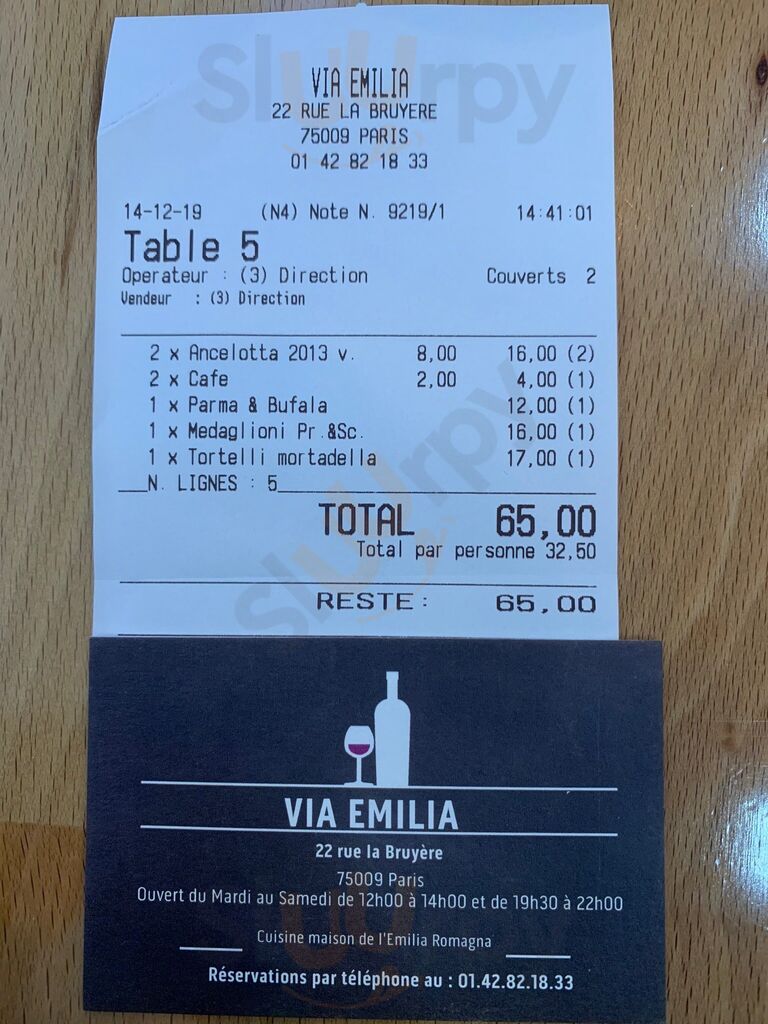 Sluurpy
VIA EMILIA
22 RUE LA BRUYERE
75009 PARIS
01 42 82 18 33
14-12-19 (N4) Note N. 9219/1 14:41:01
Table 5
Operateur : (3) Direction Couverts 2
Vendeur : (3) Direction
2 x Ancelotta 2013 v. 8,00 16,00 (2)
2 x Cafe 2,00 4,00 (1)
1 x Parma & Bufala 12,00 (1)
1 x Medaglioni Pr.&Sc. 16,00 (1)
1 x Tortelli mortadella 17,00 (1)
N. LIGNES : 5
Sluurpy
TOTAL 65,00
Total par personne 32,50
RESTE: 65,00
VIA EMILIA
22 rue la Bruyère
75009 Paris
Ouvert du Mardi au Samedi de 12h00 à 14h00 et de 19h30 à 22h00
Cuisine maison de l'Emilia Romagna
Réservations par téléphone au : 01.42.82.18.33